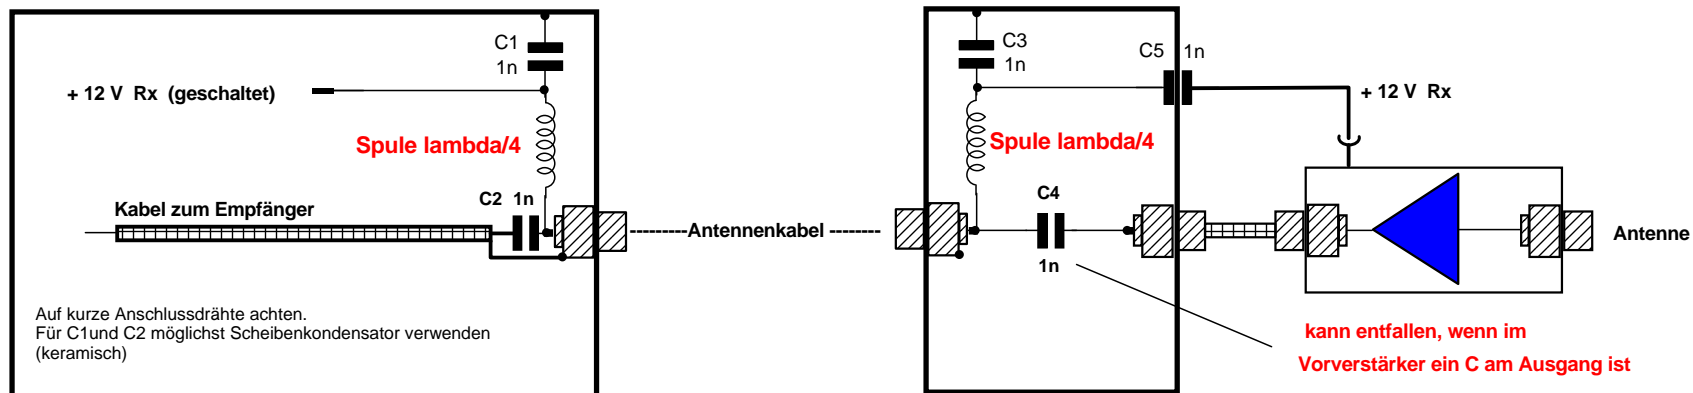 C1
1n
+ 12 V Rx (geschaltet)
Spule lambda/4
C2 1n
Kabel zum Empfänger
Auf kurze Anschlussdrähte achten.
Für C1und C2 möglichst Scheibenkondensator verwenden
(keramisch)
---------Antennenkabel --------
C3
1n
C5 1n
+ 12 V Rx
Spule lambda/4
C4
1n
Antenne
kann entfallen, wenn im
Vorverstärker ein C am Ausgang ist